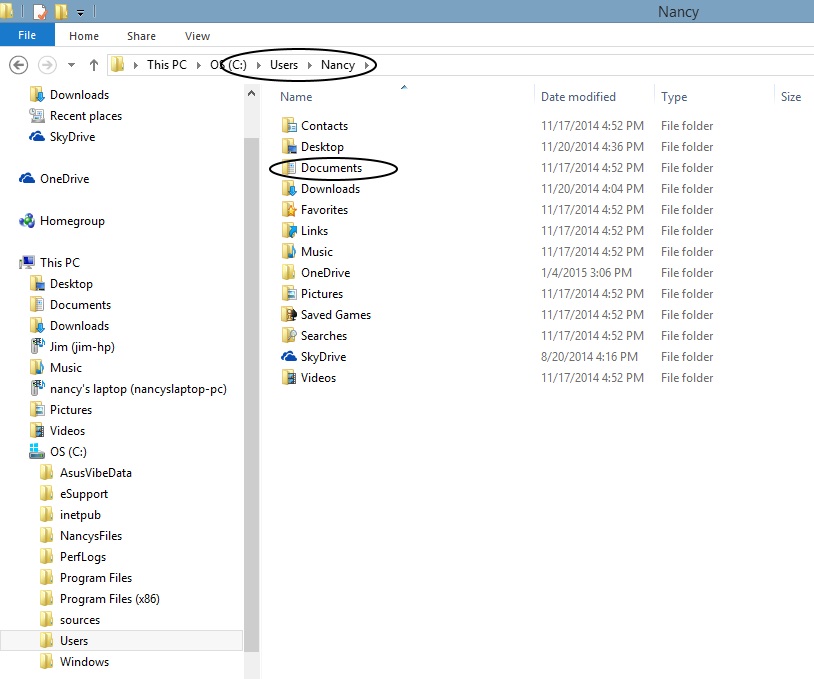 Nancy
File Home Share View
This PC OS (C:) Users Nancy
Downloads
Recent places
SkyDrive
OneDrive
Homegroup
This PC
Desktop
Documents
Downloads
Jim (jim-hp)
Music
nancy's laptop (nancyslaptop-pc)
Pictures
Videos
OS (C:)
AsusVibeData
eSupport
inetpub
NancysFiles
PerfLogs
Program Files
Program Files (x86)
sources
Users
Windows
Name Date modified Type Size
Contacts 11/17/2014 4:52 PM File folder
Desktop 11/20/2014 4:36 PM File folder
Documents 11/17/2014 4:52 PM File folder
Downloads 11/20/2014 4:04 PM File folder
Favorites 11/17/2014 4:52 PM File folder
Links 11/17/2014 4:52 PM File folder
Music 11/17/2014 4:52 PM File folder
OneDrive 1/4/2015 3:06 PM File folder
Pictures 11/17/2014 4:52 PM File folder
Saved Games 11/17/2014 4:52 PM File folder
Searches 11/17/2014 4:52 PM File folder
SkyDrive 8/20/2014 4:16 PM File folder
Videos 11/17/2014 4:52 PM File folder